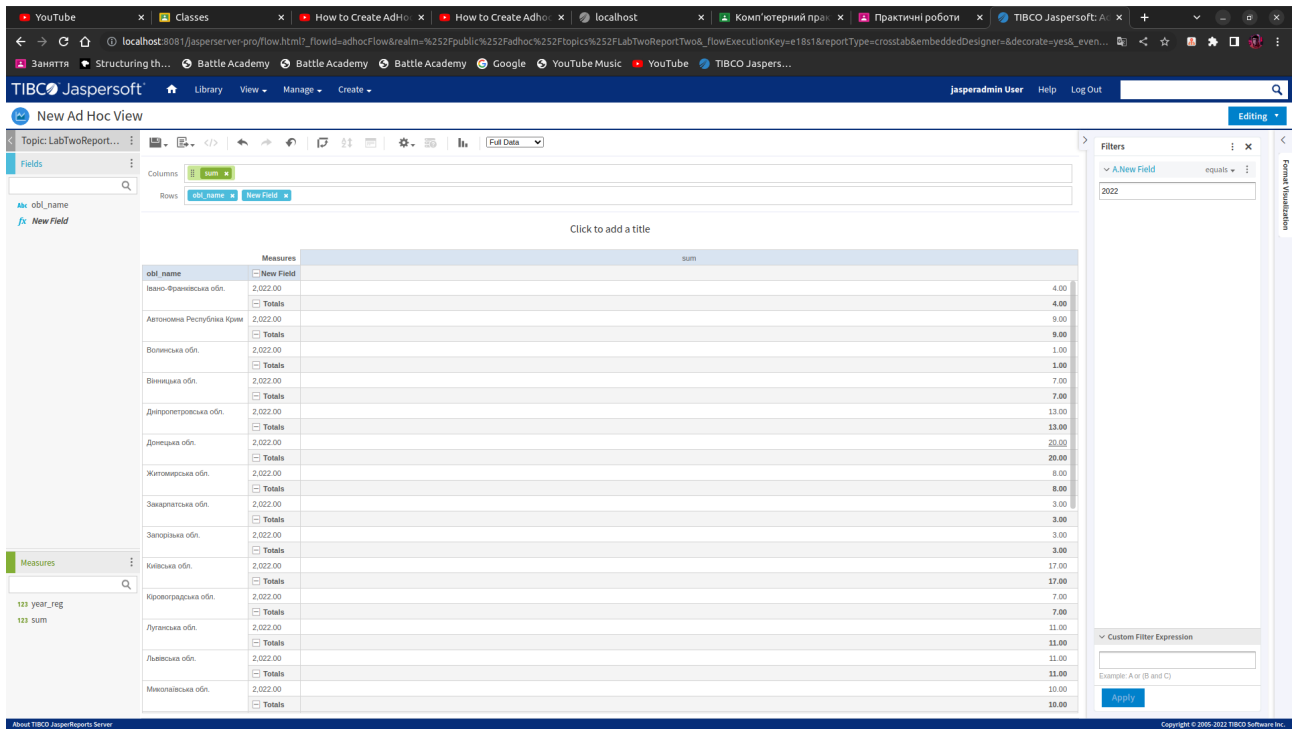 YouTube
Classes
How to Create AdHoc
How to Create Adhoc
localhost
Комп'ютерний прак
Практичні роботи
TIBCO Jaspersoft: Ad
localhost:8081/jasperserver-pro/flow.html?_flowId=adhocFlow&realm=%252Fpublic%252Fadhoc%252Ftopics%252FLabTwoReportTwo&_flowExecutionKey=e18s1&reportType=crosstab&embeddedDesigner=&decorate=yes&_even...
Заняття
Structuring th...
Battle Academy
Battle Academy
Battle Academy
Google
YouTube Music
YouTube
TIBCO Jaspers...
TIBCO Jaspersoft
Library
View
Manage
Create
jasperadmin User
Help
Log Out
New Ad Hoc View
Editing
Topic: LabTwoReport...
Full Data
Fields
Abc obl_name
fx New Field
Measures
123 year_reg
123 sum
Columns sum
Rows obl_name New Field
Click to add a title
Measures sum
obl_name New Field
Івано-Франківська обл. 2,022.00 4.00
Totals 4.00
Автономна Республіка Крим 2,022.00 9.00
Totals 9.00
Волинська обл. 2,022.00 1.00
Totals 1.00
Вінницька обл. 2,022.00 7.00
Totals 7.00
Дніпропетровська обл. 2,022.00 13.00
Totals 13.00
Донецька обл. 2,022.00 20.00
Totals 20.00
Житомирська обл. 2,022.00 8.00
Totals 8.00
Закарпатська обл. 2,022.00 3.00
Totals 3.00
Запорізька обл. 2,022.00 3.00
Totals 3.00
Київська обл. 2,022.00 17.00
Totals 17.00
Кіровоградська обл. 2,022.00 7.00
Totals 7.00
Луганська обл. 2,022.00 11.00
Totals 11.00
Львівська обл. 2,022.00 11.00
Totals 11.00
Миколаївська обл. 2,022.00 10.00
Totals 10.00
Filters
A.New Field equals
2022
Custom Filter Expression
Example: A or (B and C)
Apply
Format Visualization
About TIBCO JasperReports Server
Copyright © 2005-2022 TIBCO Software Inc.